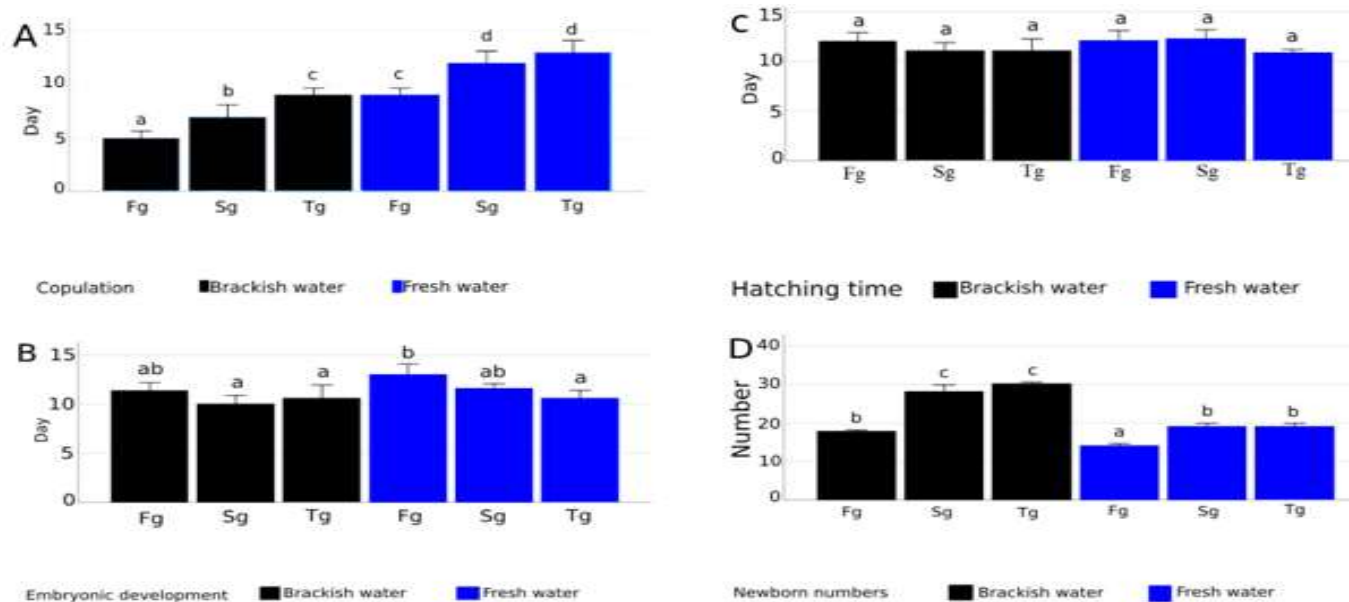 A
15
10
5
0
Day
a
b
c
c
d
d
Fg Sg Tg Fg Sg Tg
Copulation Brackish water Fresh water
B
15
10
5
0
Day
ab
a
a
b
ab
a
Fg Sg Tg Fg Sg Tg
Embryonic development Brackish water Fresh water
C
15
10
5
0
Day
a
a
a
a
a
a
Fg Sg Tg Fg Sg Tg
Hatching time Brackish water Fresh water
D
40
30
20
10
0
Number
b
c
c
a
b
b
Fg Sg Tg Fg Sg Tg
Newborn numbers Brackish water Fresh water